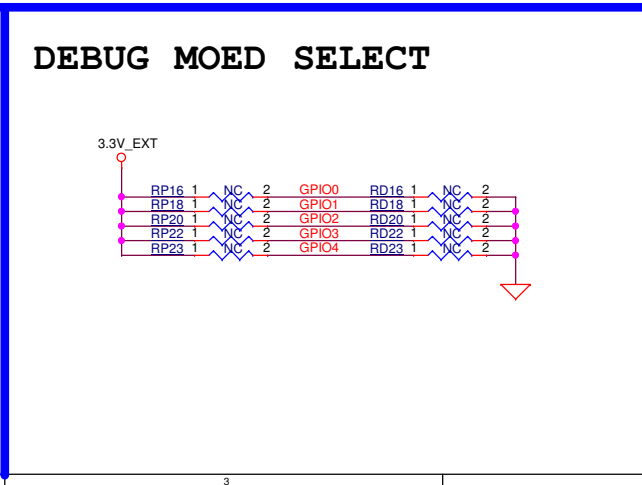 DEBUG MOED SELECT
3.3V_EXT
RP16 1 NC 2 GPIO0 RD16 1 NC 2
RP18 1 NC 2 GPIO1 RD18 1 NC 2
RP20 1 NC 2 GPIO2 RD20 1 NC 2
RP22 1 NC 2 GPIO3 RD22 1 NC 2
RP23 1 NC 2 GPIO4 RD23 1 NC 2
3